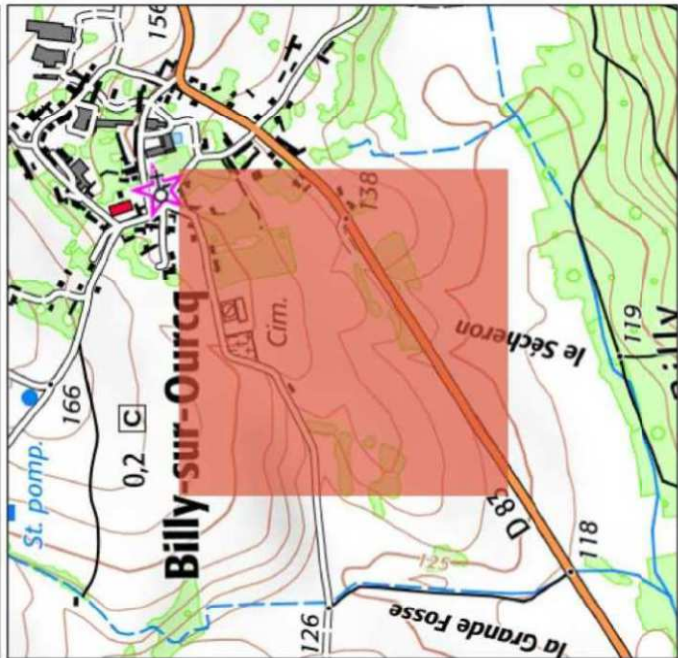 156
138
119
166
0,2 C
St. pomp.
Billy-sur-Ourcq
Cim.
le Sécheron
D 83
118
125
126
la Grande Fosse